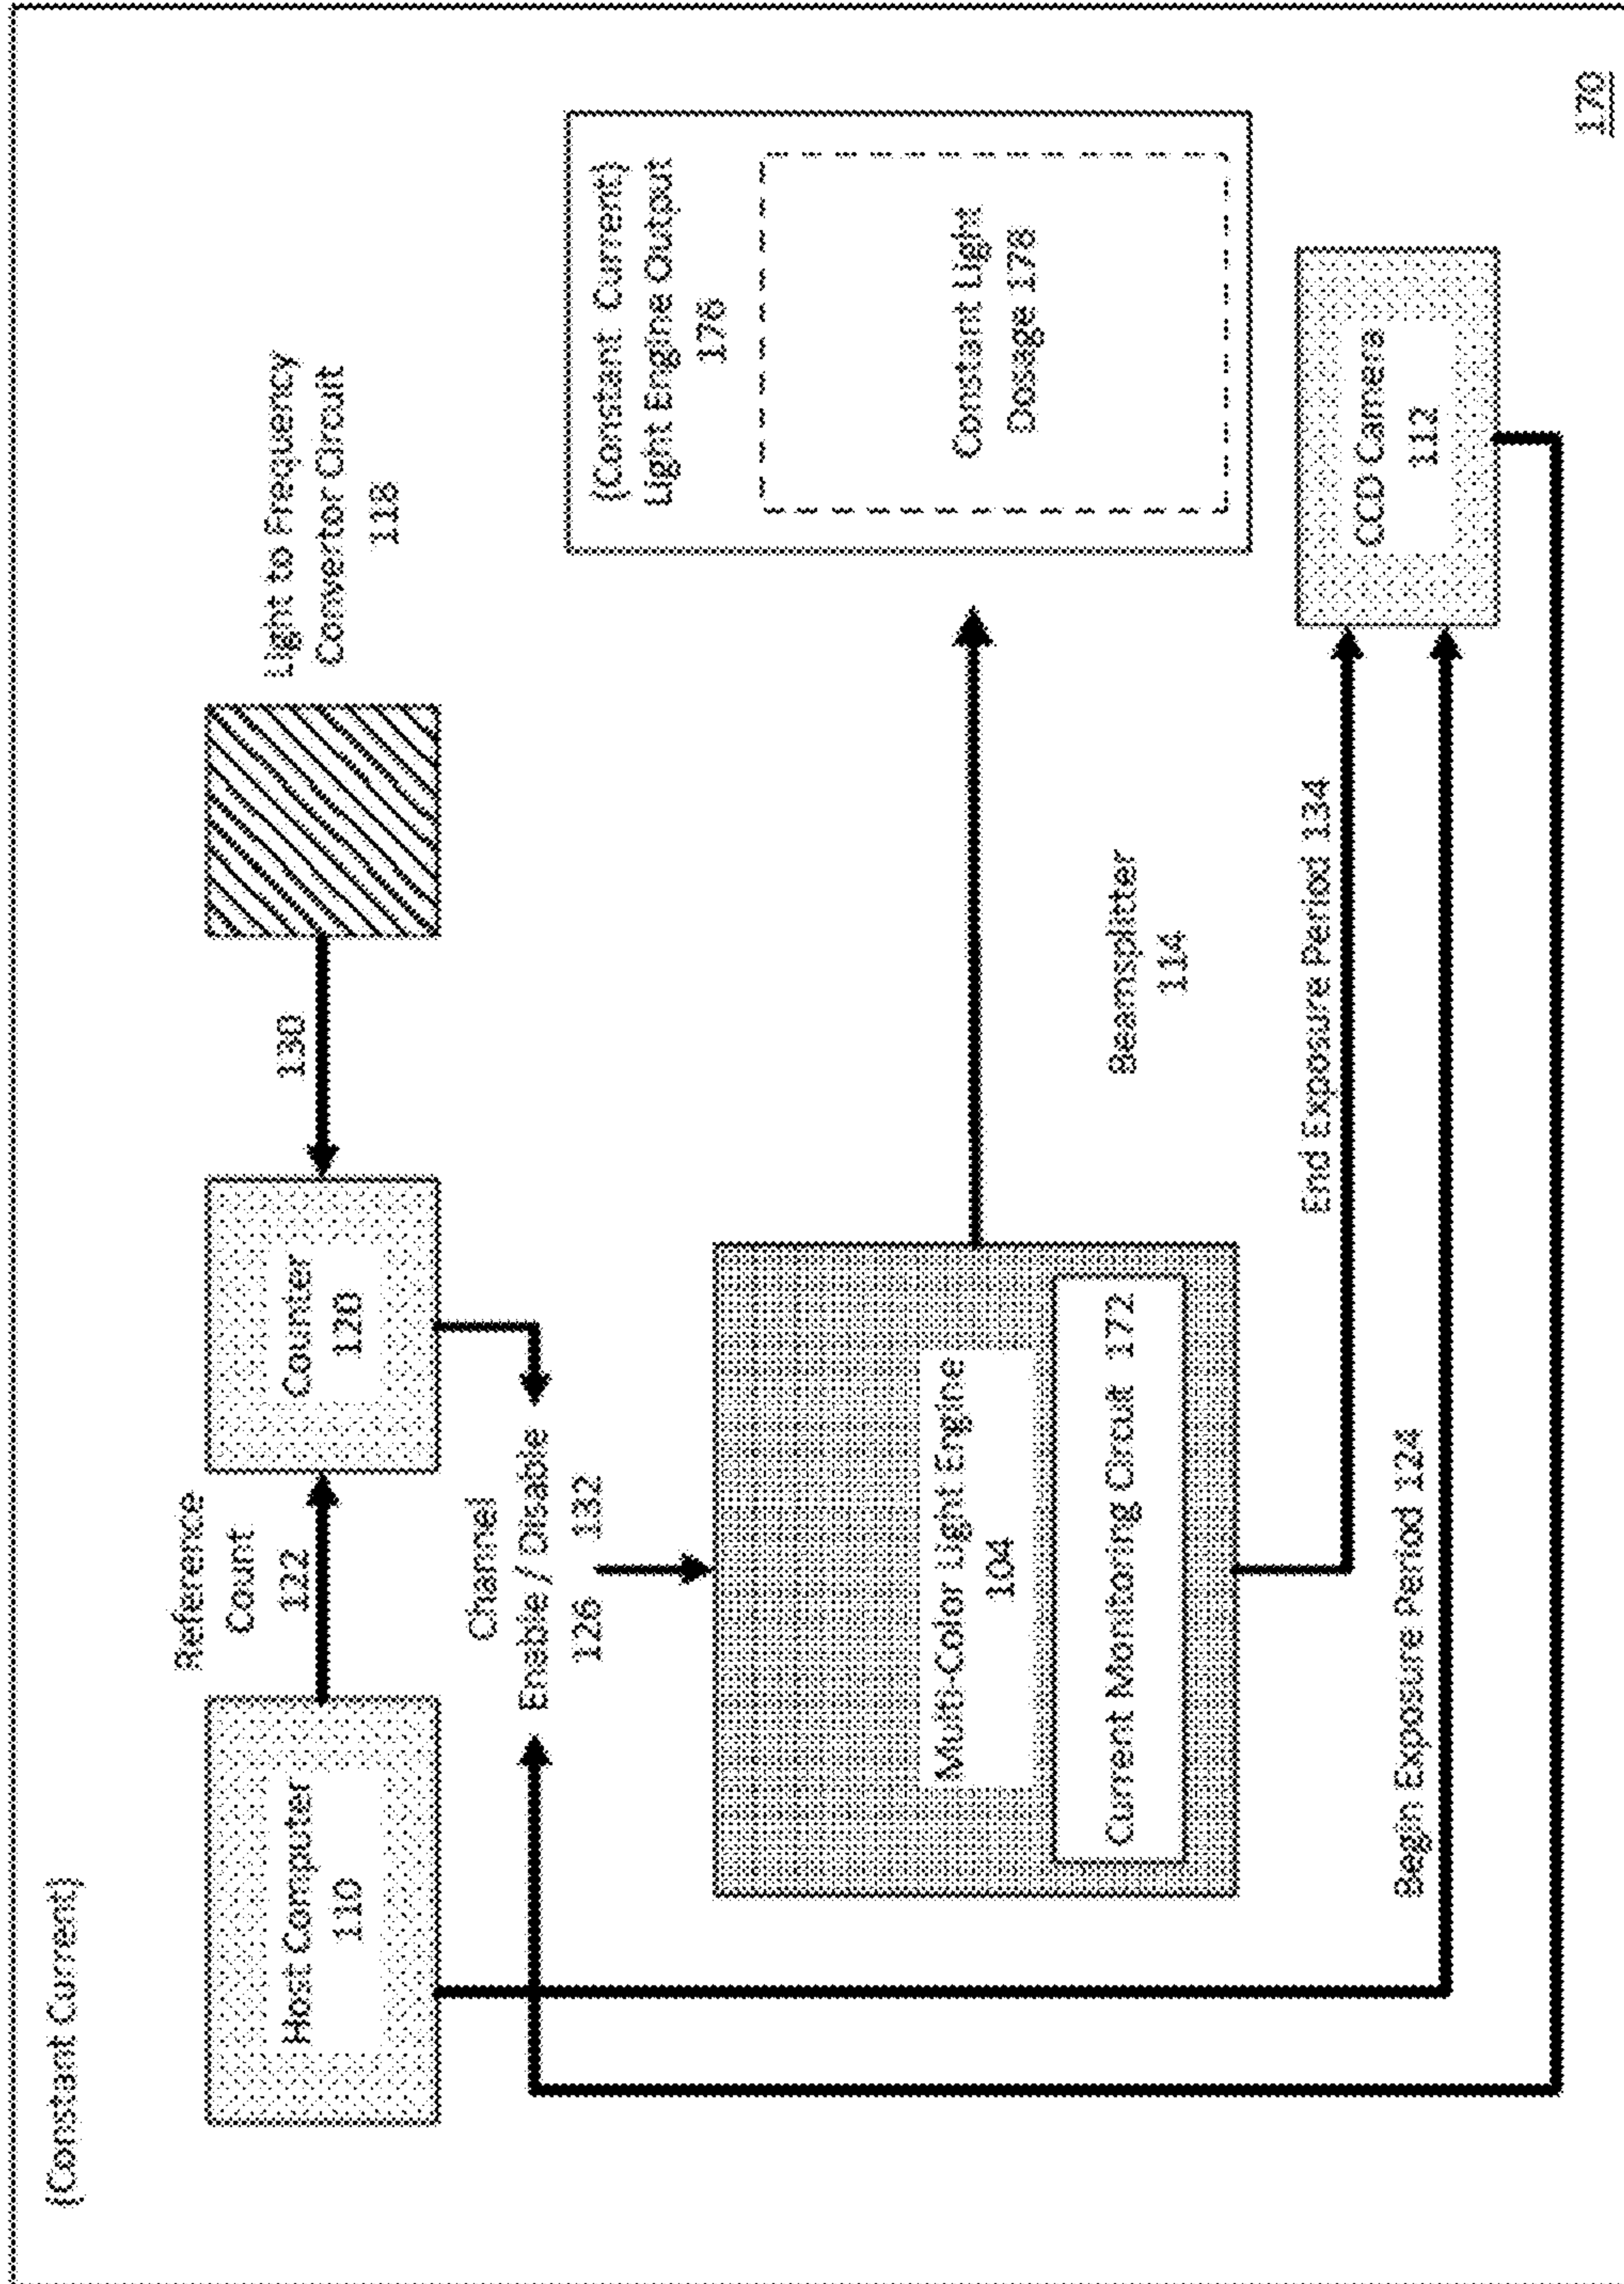 (Constant Current)
Host Computer
110
Reference
Count
122
Counter
120
130
Light to Frequency
Convertor Circuit
118
Channel
Enable / Disable
126 132
Multi-Color Light Engine
104
Current Monitoring Circuit 172
(Constant Current)
Light Engine Output
176
Constant Light
Dosage 178
Beamsplitter
114
End Exposure Period 134
Begin Exposure Period 124
CCD Camera
112
170